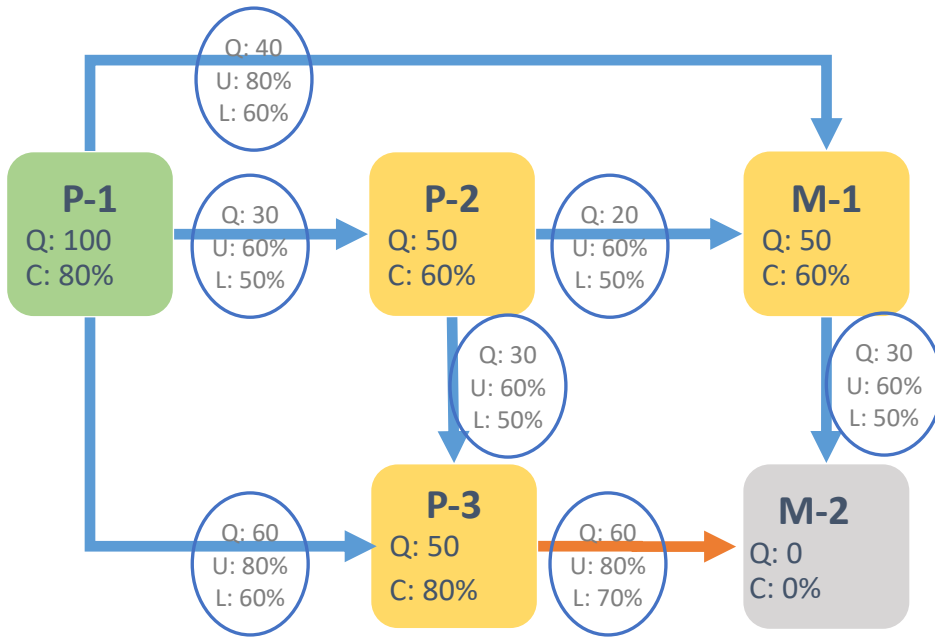 Q: 40
U: 80%
L: 60%
P-1
Q: 100
C: 80%
Q: 30
U: 60%
L: 50%
P-2
Q: 50
C: 60%
Q: 20
U: 60%
L: 50%
M-1
Q: 50
C: 60%
Q: 30
U: 60%
L: 50%
Q: 30
U: 60%
L: 50%
Q: 60
U: 80%
L: 60%
P-3
Q: 50
C: 80%
Q: 60
U: 80%
L: 70%
M-2
Q: 0
C: 0%